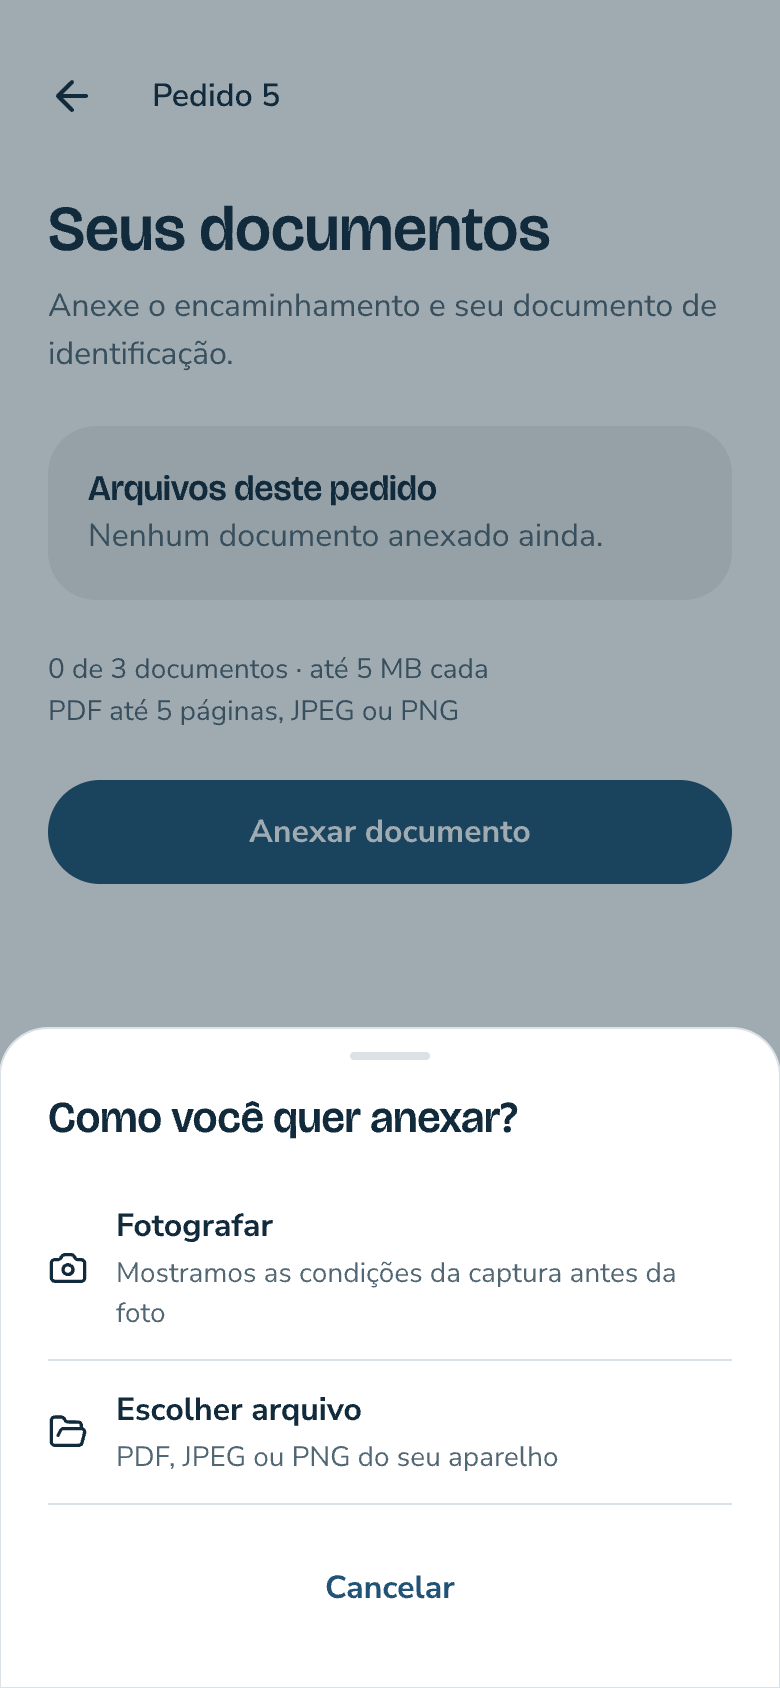 Pedido 5
Seus documentos
Anexe o encaminhamento e seu documento de
identificação.
Arquivos deste pedido
Nenhum documento anexado ainda.
0 de 3 documentos · até 5 MB cada
PDF até 5 páginas, JPEG ou PNG
Anexar documento
Como você quer anexar?
Fotografar
Mostramos as condições da captura antes da
foto
Escolher arquivo
PDF, JPEG ou PNG do seu aparelho
Cancelar